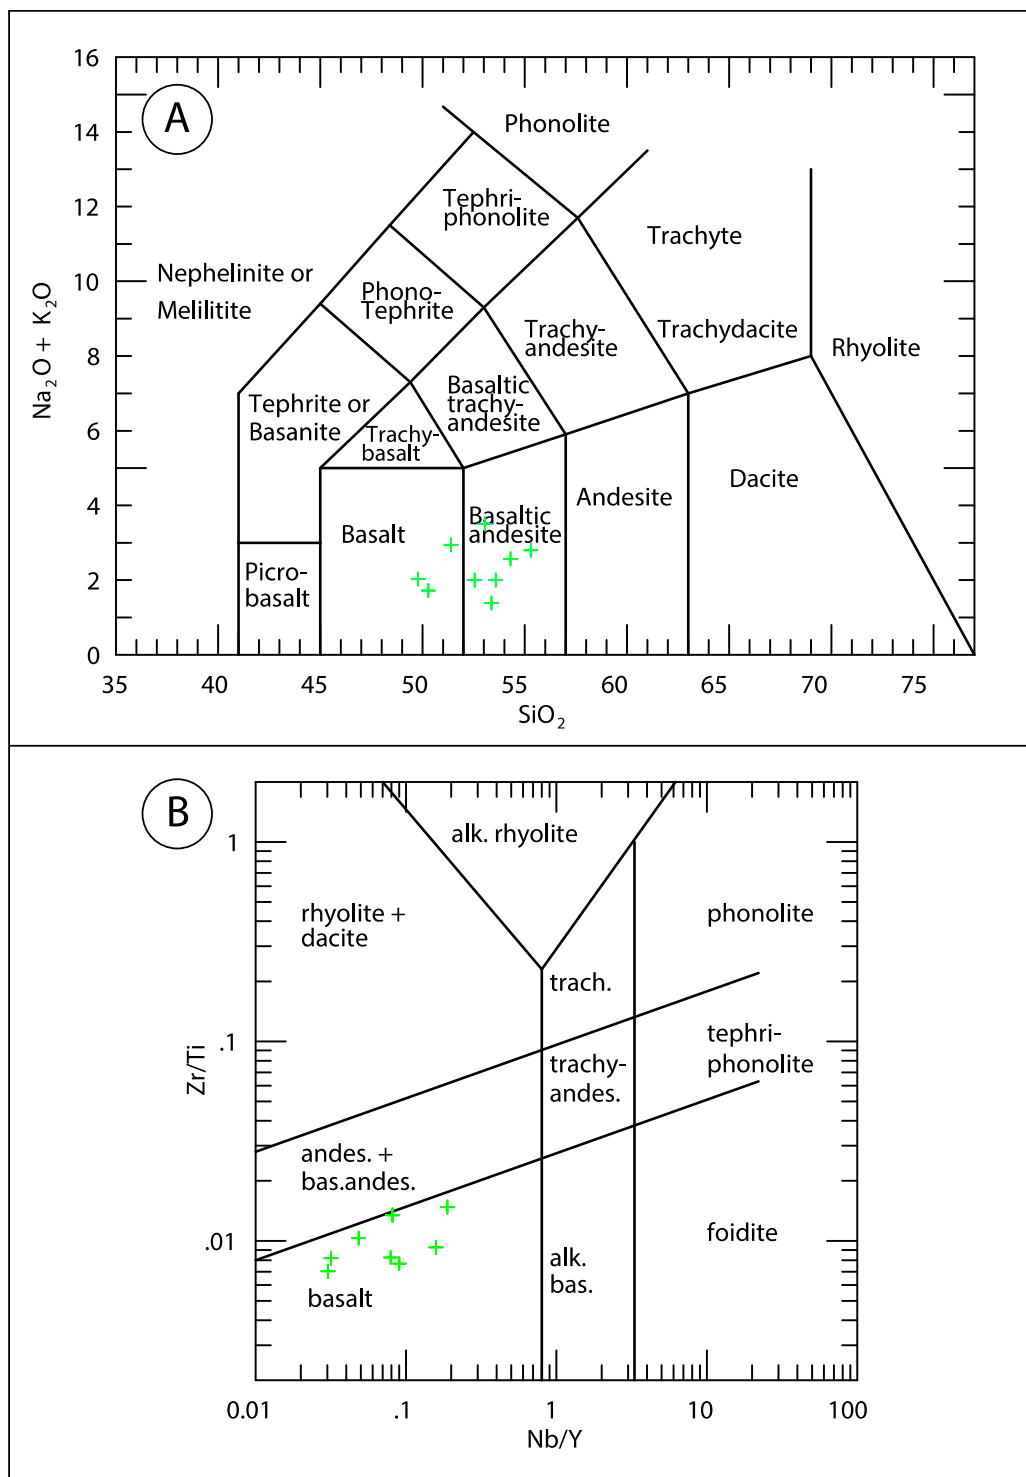 A
16
14
12
10
8
6
4
2
0
35
40
45
50
55
60
65
70
75
Na₂O + K₂O
SiO₂
Phonolite
Tephri-
phonolite
Trachyte
Nephelinite or
Melilitite
Phono-
Tephrite
Trachy-
andesite
Trachydacite
Rhyolite
Tephrite or
Basanite
Basaltic
trachy-
andesite
Trachy-
basalt
Basalt
Basaltic
andesite
Andesite
Dacite
Picro-
basalt
B
1
.1
.01
0.01
.1
1
10
100
Zr/Ti
Nb/Y
alk. rhyolite
rhyolite +
dacite
phonolite
trach.
tephri-
phonolite
trachy-
andes.
andes. +
bas.andes.
foidite
alk.
bas.
basalt